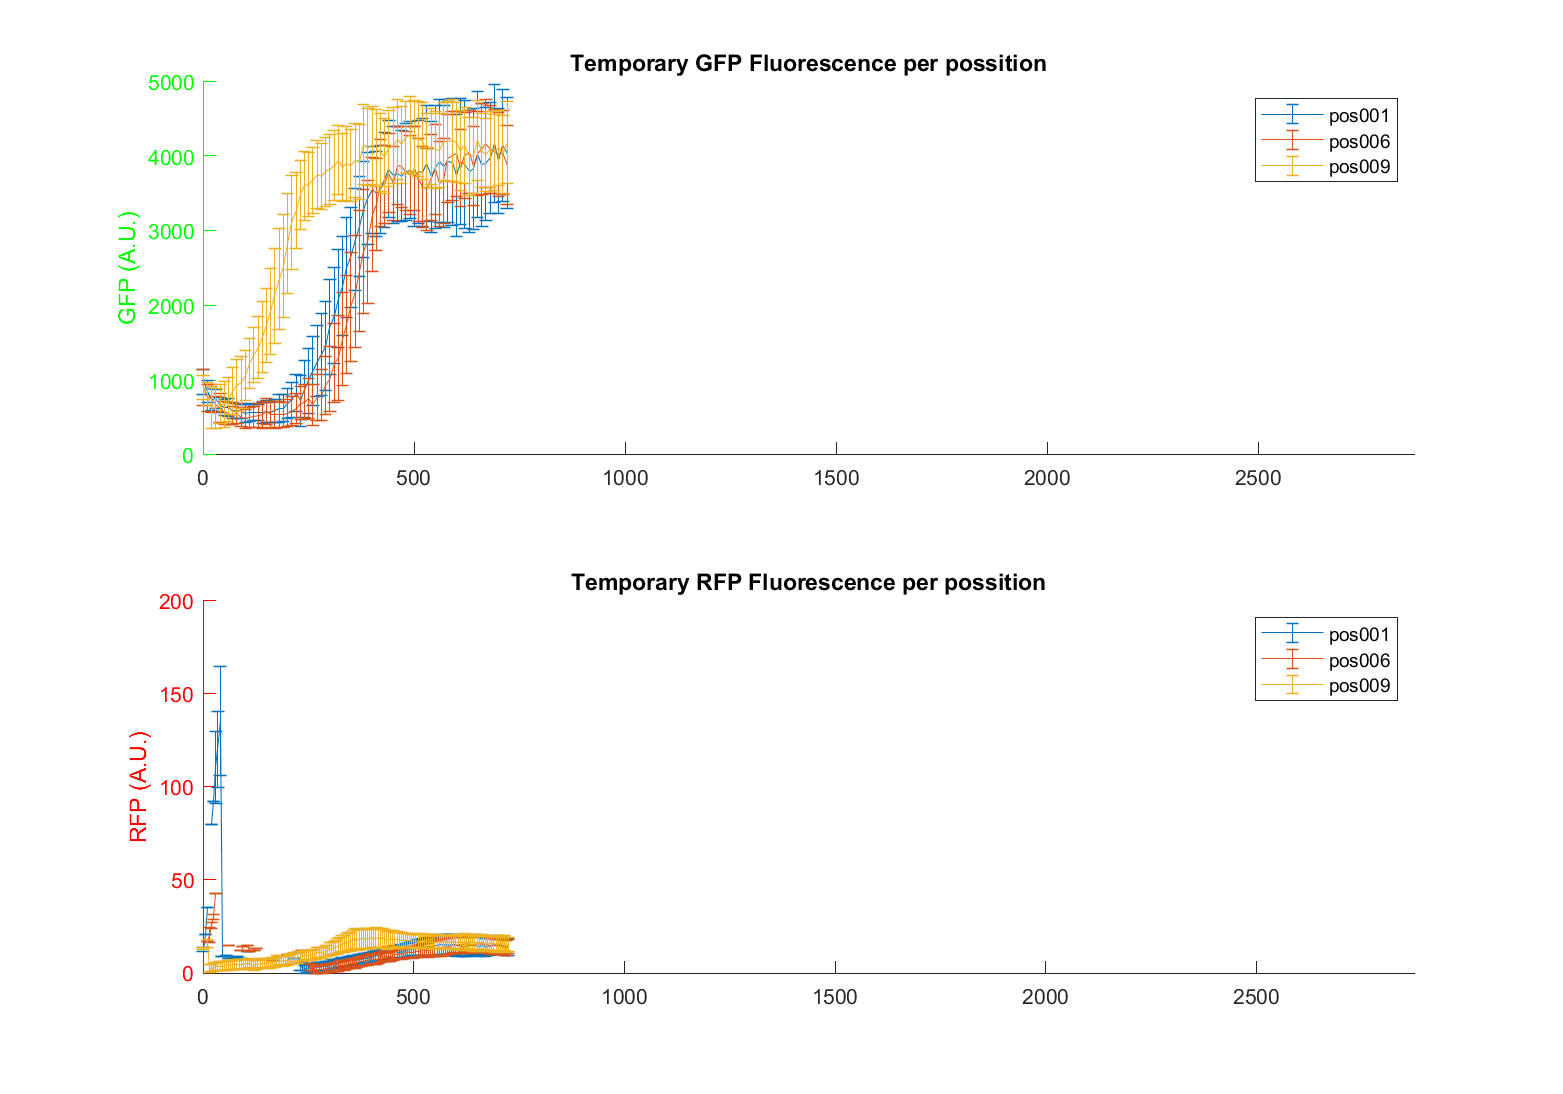 Temporary GFP Fluorescence per possition
5000
4000
3000
2000
1000
0
GFP (A.U.)
0 500 1000 1500 2000 2500
pos001
pos006
pos009
Temporary RFP Fluorescence per possition
200
150
100
50
0
RFP (A.U.)
0 500 1000 1500 2000 2500
pos001
pos006
pos009